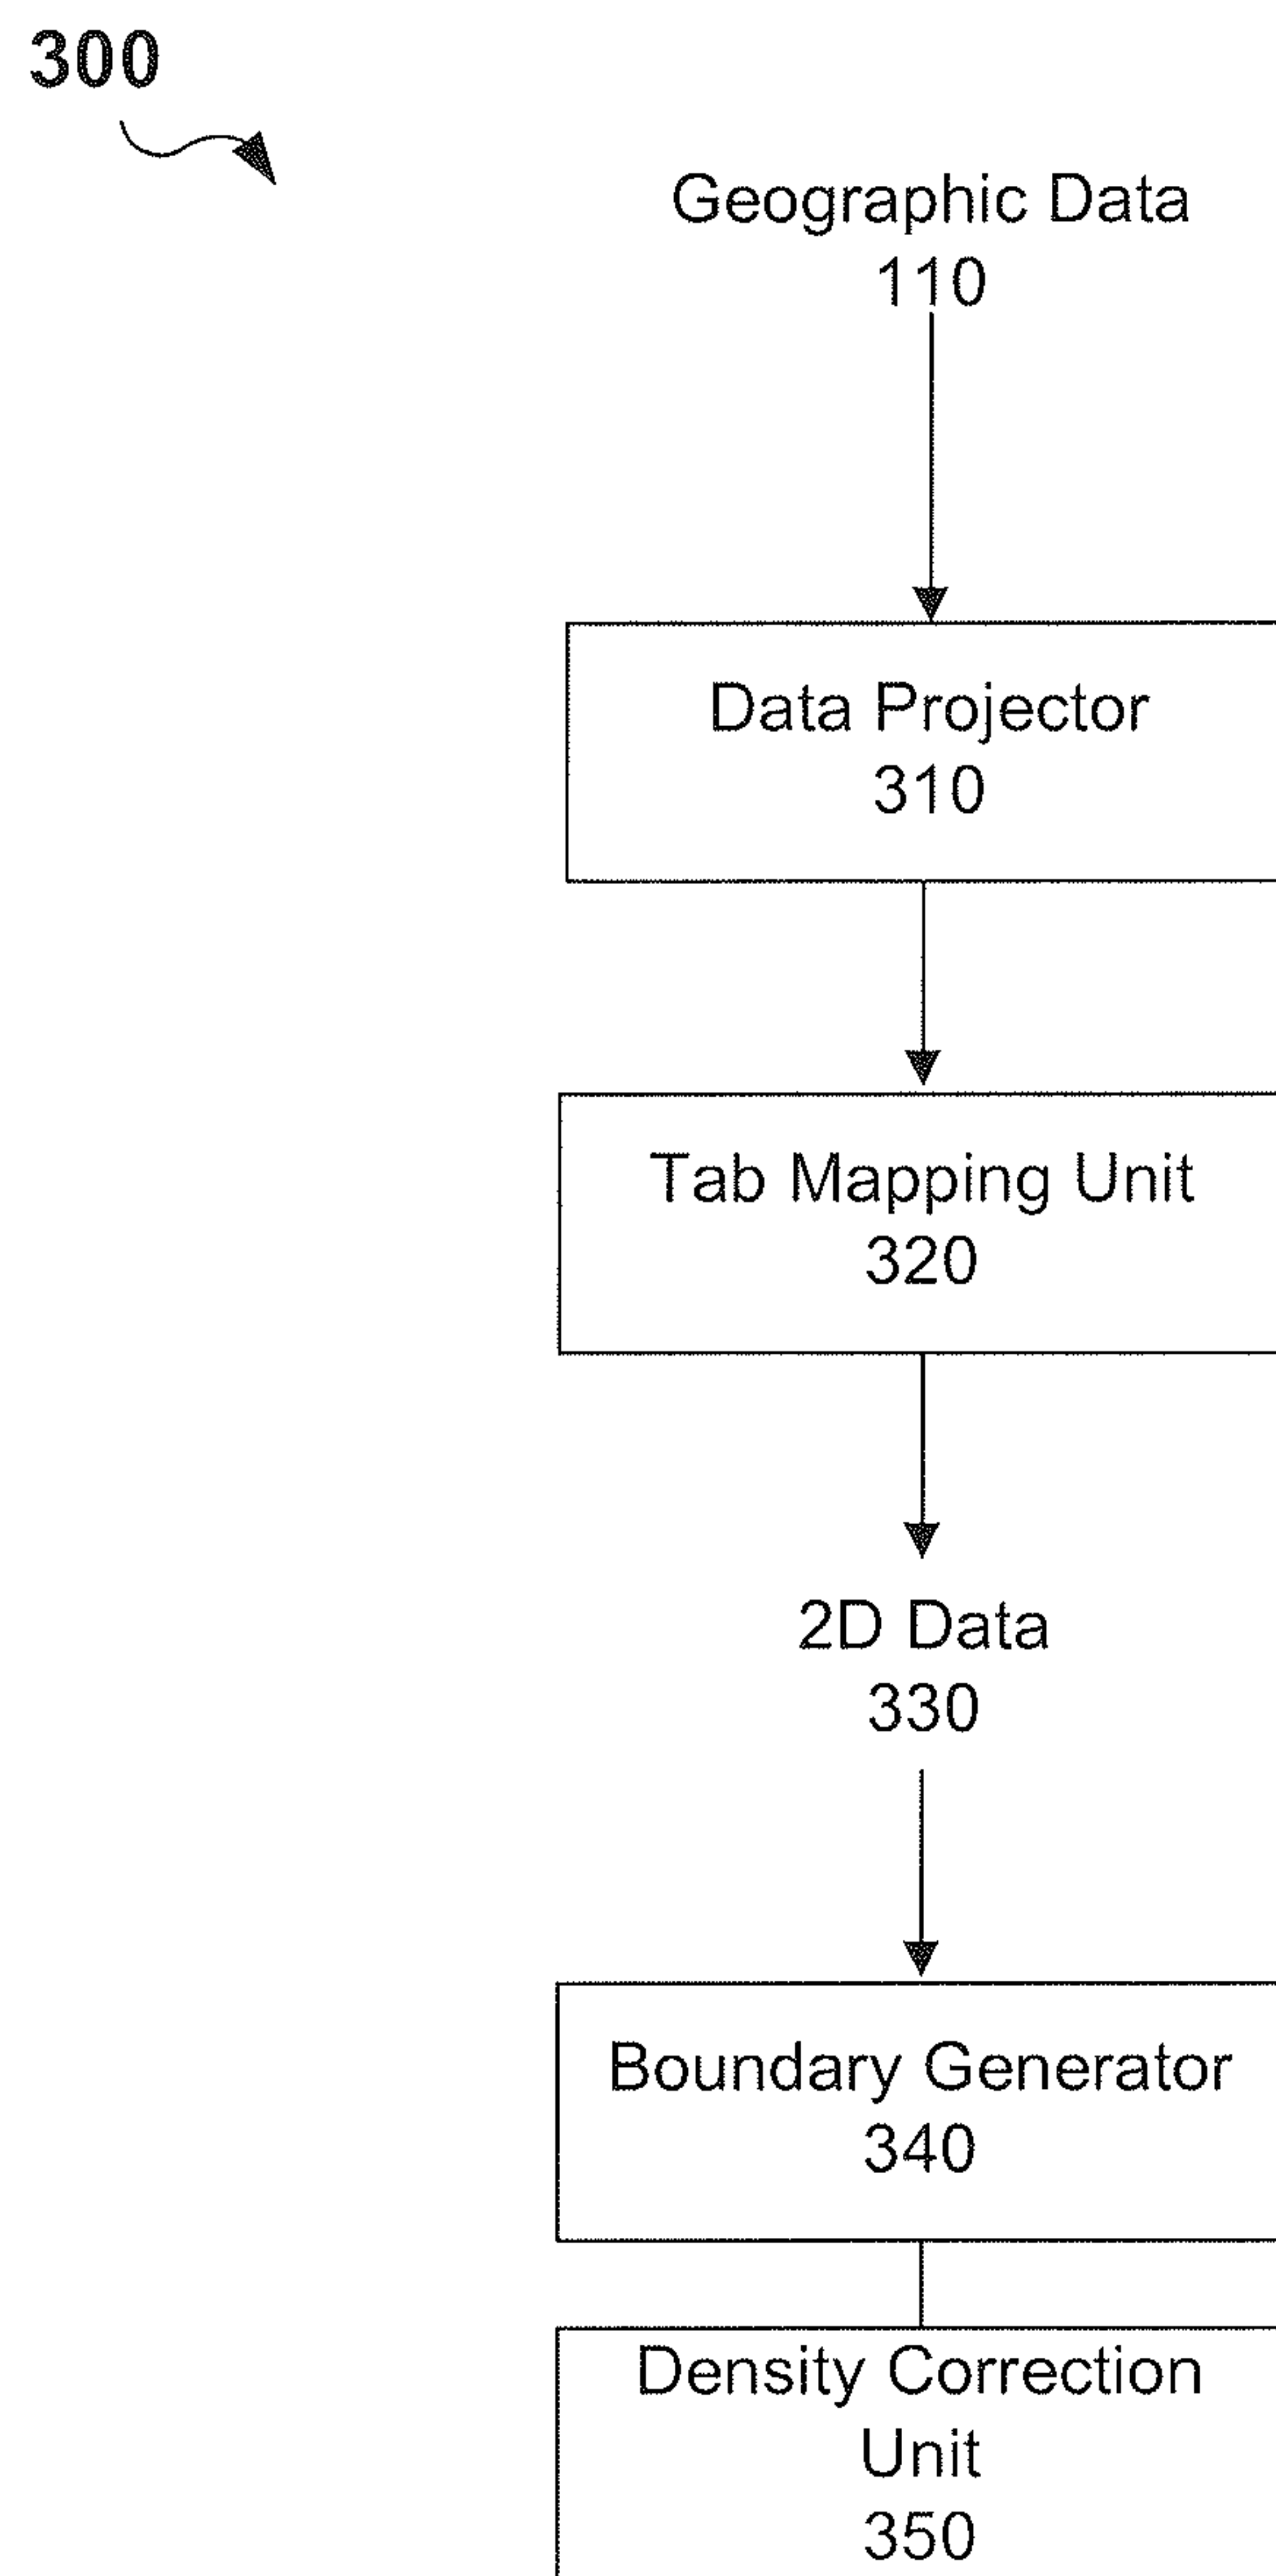 300
Geographic Data
110
Data Projector
310
Tab Mapping Unit
320
2D Data
330
Boundary Generator
340
Density Correction
Unit
350